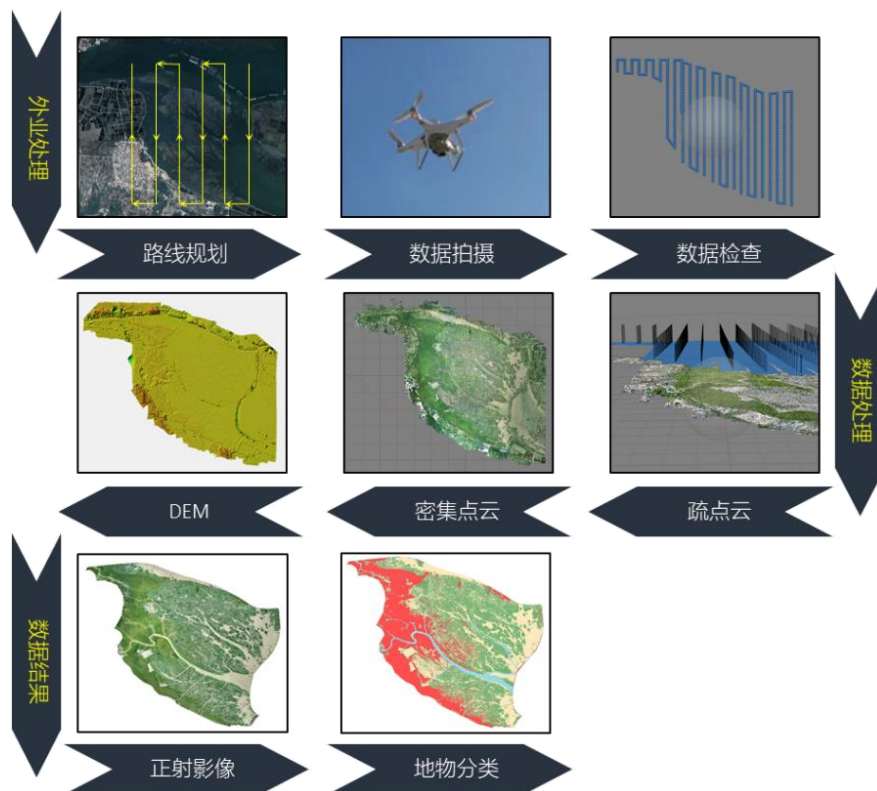 外业处理
路线规划
数据拍摄
数据检查
数据处理
疏点云
密集点云
DEM
数据结果
正射影像
地物分类